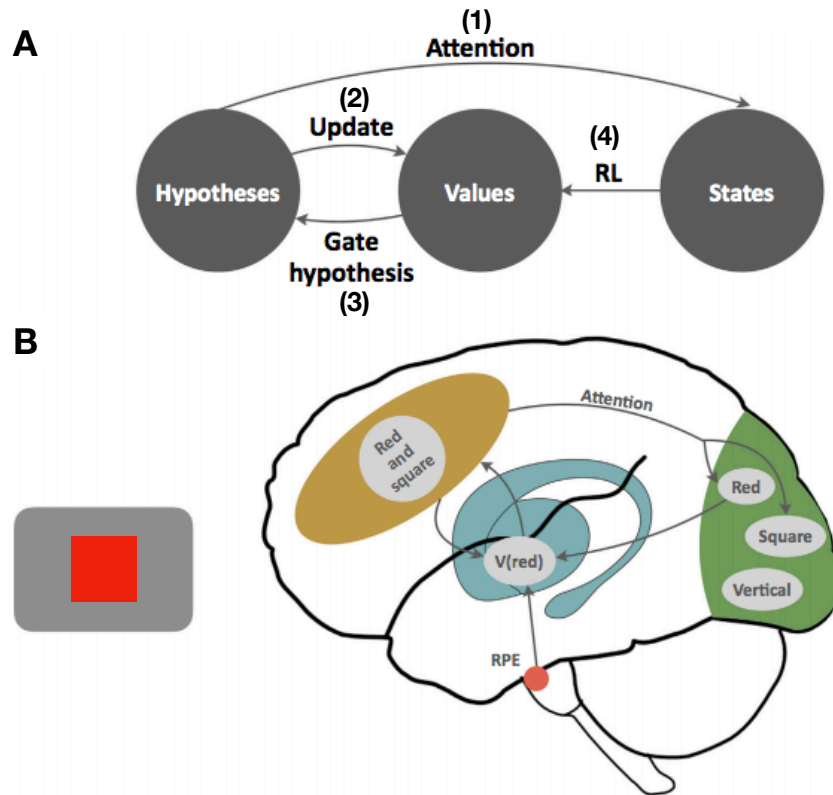 (1)
A
Attention
(2)
Update
(4)
RL
Hypotheses
Values
States
Gate
hypothesis
(3)
B
Attention
Red
and
square
Red
Square
V(red)
Vertical
RPE